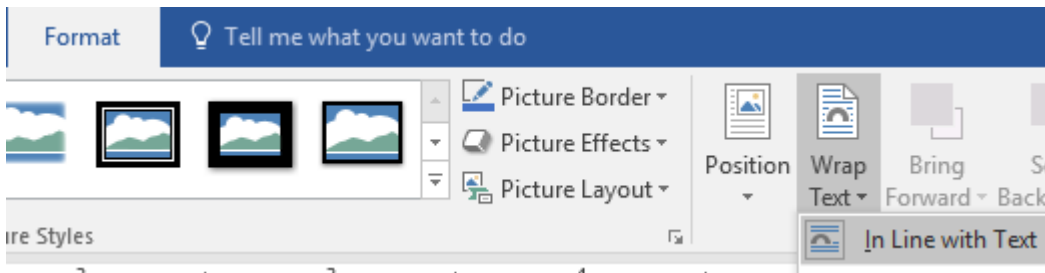 Format
Tell me what you want to do
Picture Border
Picture Effects
Picture Layout
Position
Wrap
Text
Bring
Forward
Back
In Line with Text
Styles